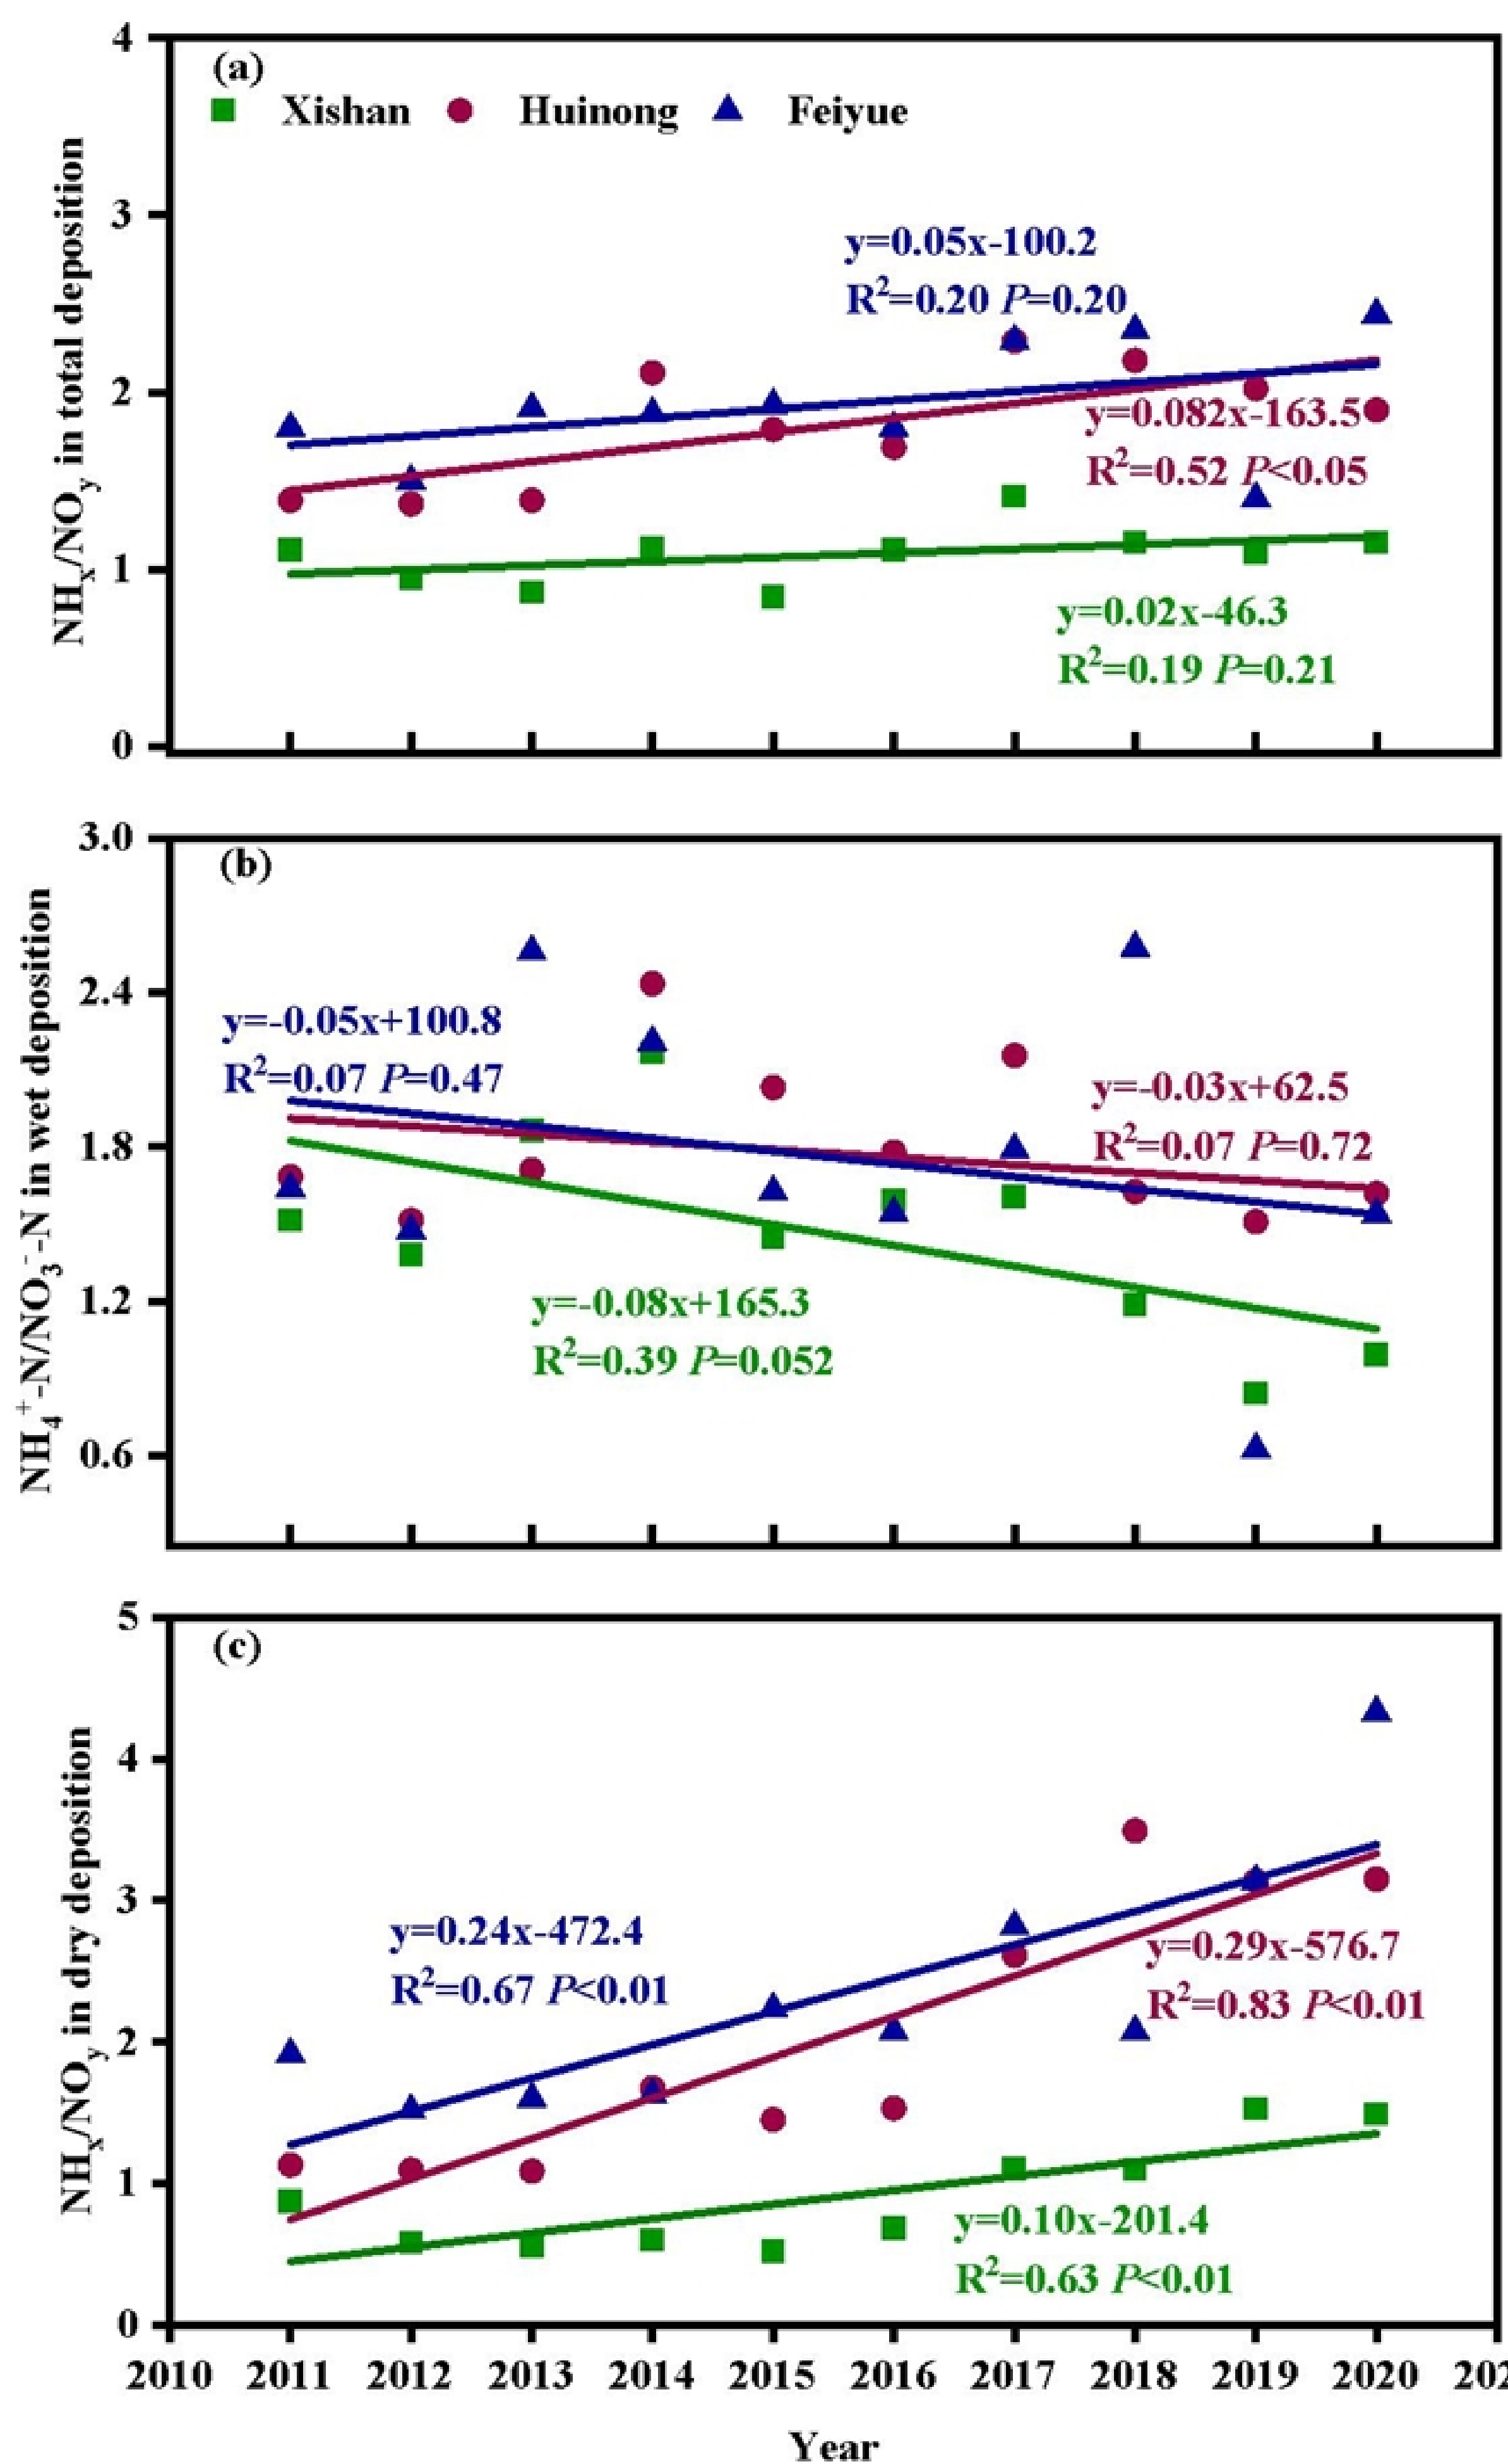 4
(a)
Xishan Huinong Feiyue
3
y=0.05x-100.2
R²=0.20 P=0.20
2
y=0.082x-163.5
R²=0.52 P<0.05
1
y=0.02x-46.3
R²=0.19 P=0.21
0
NHx/NOy in total deposition
3.0
(b)
2.4
y=-0.05x+100.8
R²=0.07 P=0.47
y=-0.03x+62.5
R²=0.07 P=0.72
1.8
1.2
y=-0.08x+165.3
R²=0.39 P=0.052
0.6
NH₄⁺-N/NO₃⁻-N in wet deposition
5
(c)
4
3
y=0.24x-472.4
R²=0.67 P<0.01
y=0.29x-576.7
R²=0.83 P<0.01
2
1
y=0.10x-201.4
R²=0.63 P<0.01
0
NHx/NOy in dry deposition
2010 2011 2012 2013 2014 2015 2016 2017 2018 2019 2020
Year